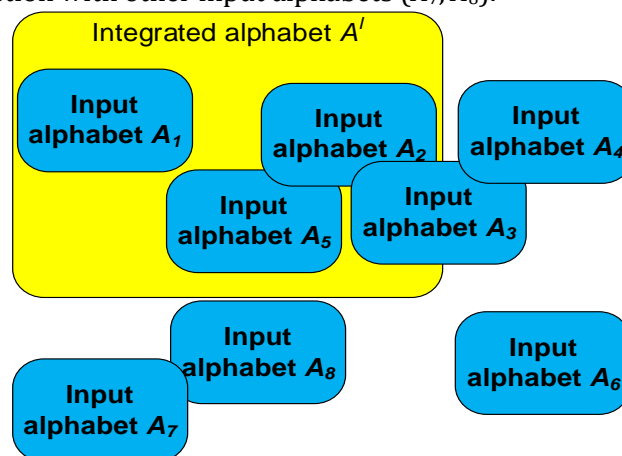 Integrated alphabet A^I
Input
alphabet A₁
Input
alphabet A₂
Input
alphabet A₄
Input
alphabet A₅
Input
alphabet A₃
Input
alphabet A₈
Input
alphabet A₆
Input
alphabet A₇